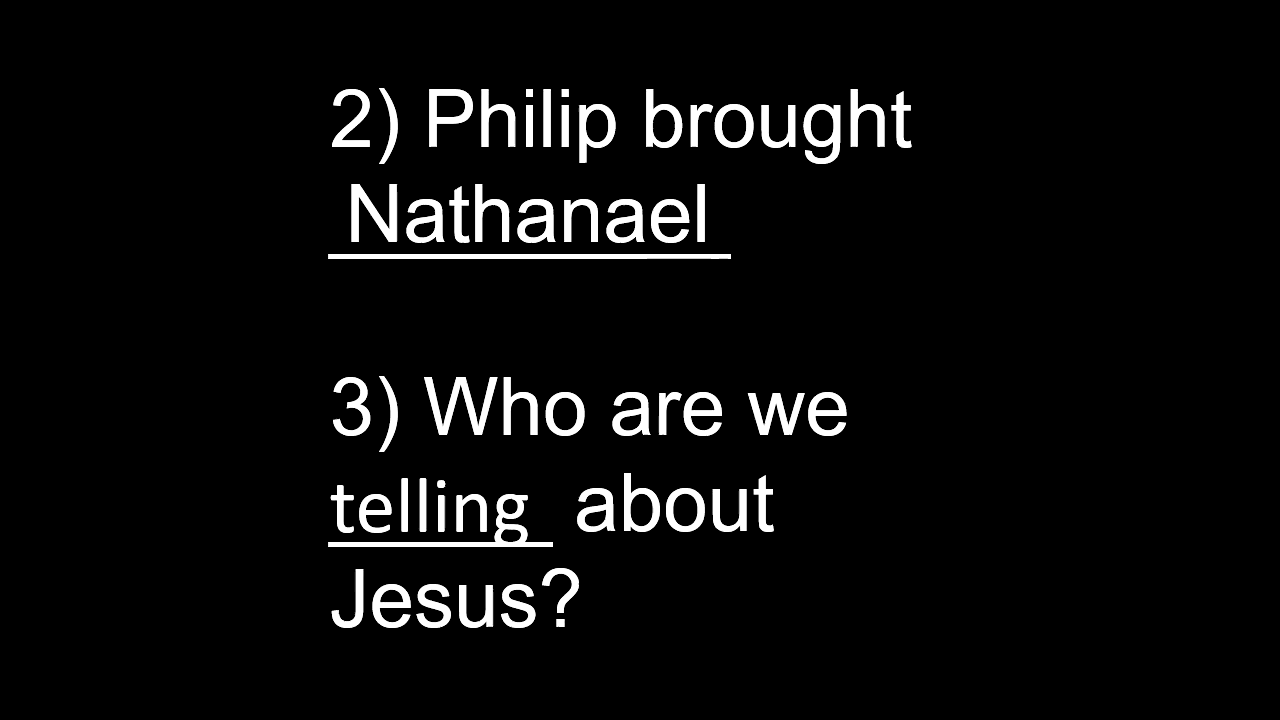 2) Philip brought
Nathanael
3) Who are we
telling about
Jesus?